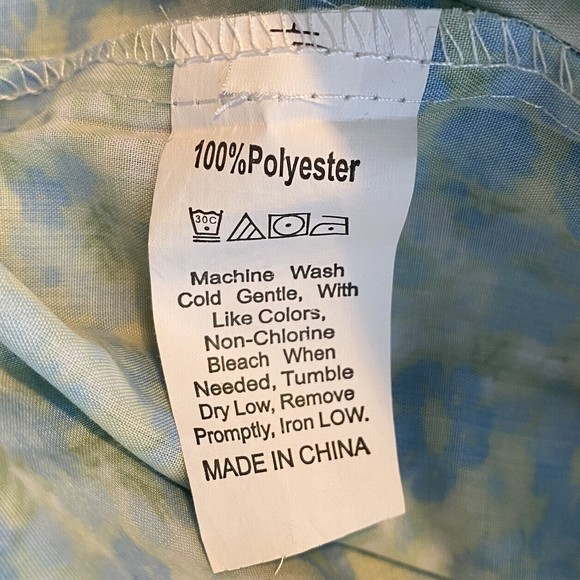 100%Polyester
30C
Machine Wash
Cold Gentle, With
Like Colors,
Non-Chlorine
Bleach When
Needed, Tumble
Dry Low, Remove
Promptly, Iron LOW.
MADE IN CHINA